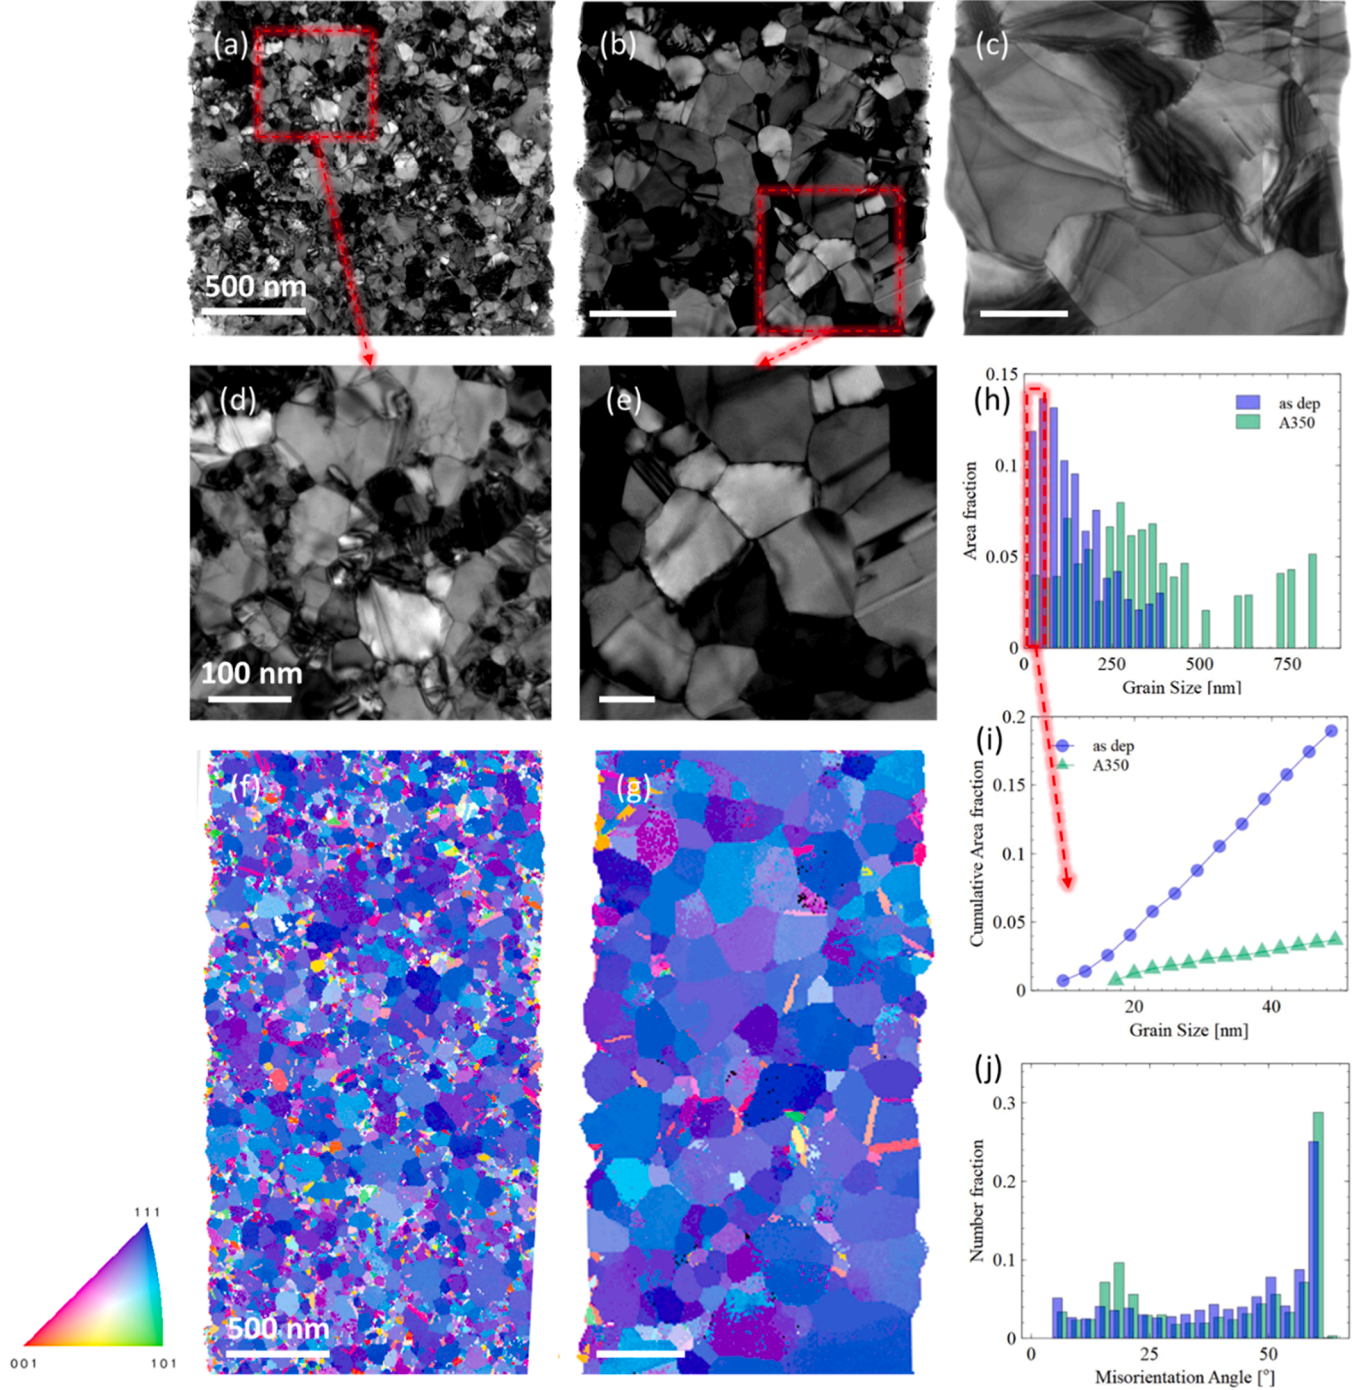 (a)
500 nm
(b)
(c)
(d)
100 nm
(e)
(h)
0.15
0.1
0.05
0
Area fraction
as dep
A350
0 250 500 750
Grain Size [nm]
(i)
0.2
0.15
0.1
0.05
0
Cumulative Area fraction
as dep
A350
20 40
Grain Size [nm]
(f)
500 nm
(g)
111
001 101
(j)
0.3
0.2
0.1
0
Number fraction
0 25 50
Misorientation Angle [°]